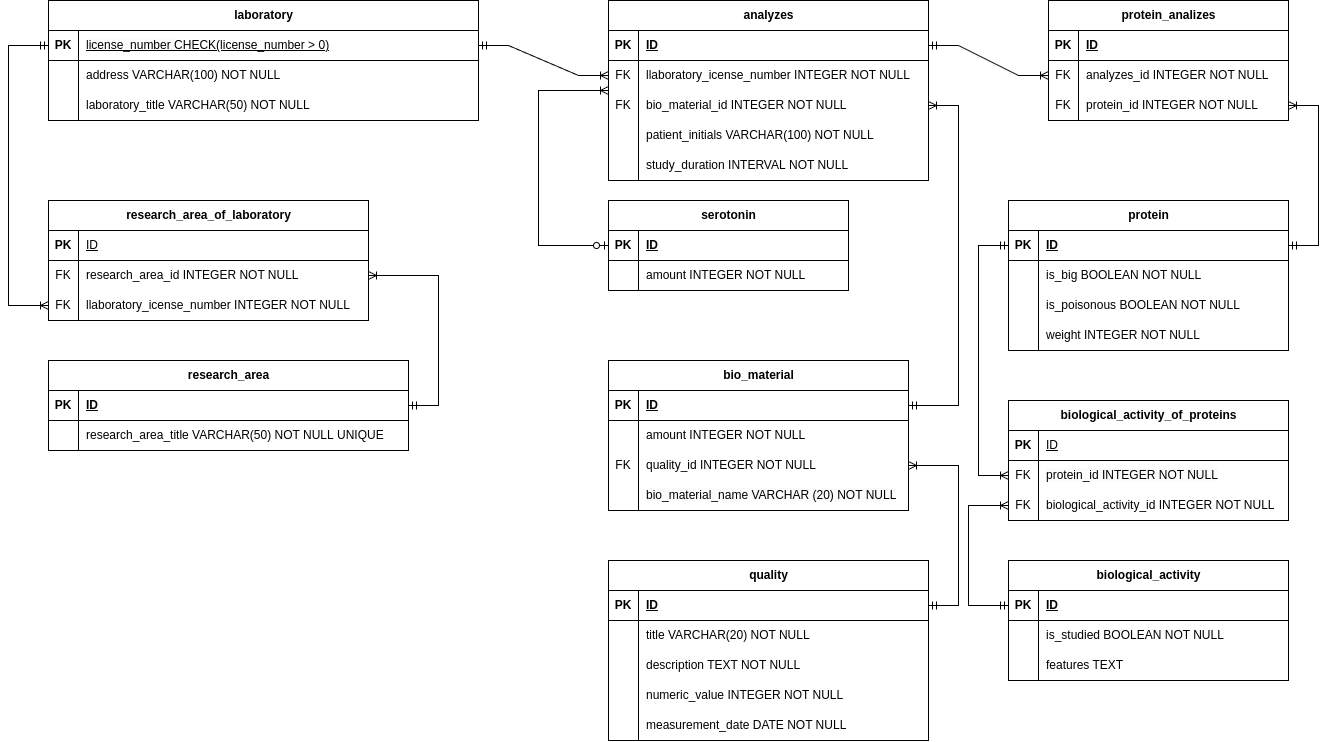 laboratory
PK license_number CHECK(license_number > 0)
address VARCHAR(100) NOT NULL
laboratory_title VARCHAR(50) NOT NULL
analyzes
PK ID
FK llaboratory_icense_number INTEGER NOT NULL
FK bio_material_id INTEGER NOT NULL
patient_initials VARCHAR(100) NOT NULL
study_duration INTERVAL NOT NULL
protein_analizes
PK ID
FK analyzes_id INTEGER NOT NULL
FK protein_id INTEGER NOT NULL
research_area_of_laboratory
PK ID
FK research_area_id INTEGER NOT NULL
FK llaboratory_icense_number INTEGER NOT NULL
serotonin
PK ID
amount INTEGER NOT NULL
protein
PK ID
is_big BOOLEAN NOT NULL
is_poisonous BOOLEAN NOT NULL
weight INTEGER NOT NULL
research_area
PK ID
research_area_title VARCHAR(50) NOT NULL UNIQUE
bio_material
PK ID
amount INTEGER NOT NULL
FK quality_id INTEGER NOT NULL
bio_material_name VARCHAR (20) NOT NULL
biological_activity_of_proteins
PK ID
FK protein_id INTEGER NOT NULL
FK biological_activity_id INTEGER NOT NULL
quality
PK ID
title VARCHAR(20) NOT NULL
description TEXT NOT NULL
numeric_value INTEGER NOT NULL
measurement_date DATE NOT NULL
biological_activity
PK ID
is_studied BOOLEAN NOT NULL
features TEXT